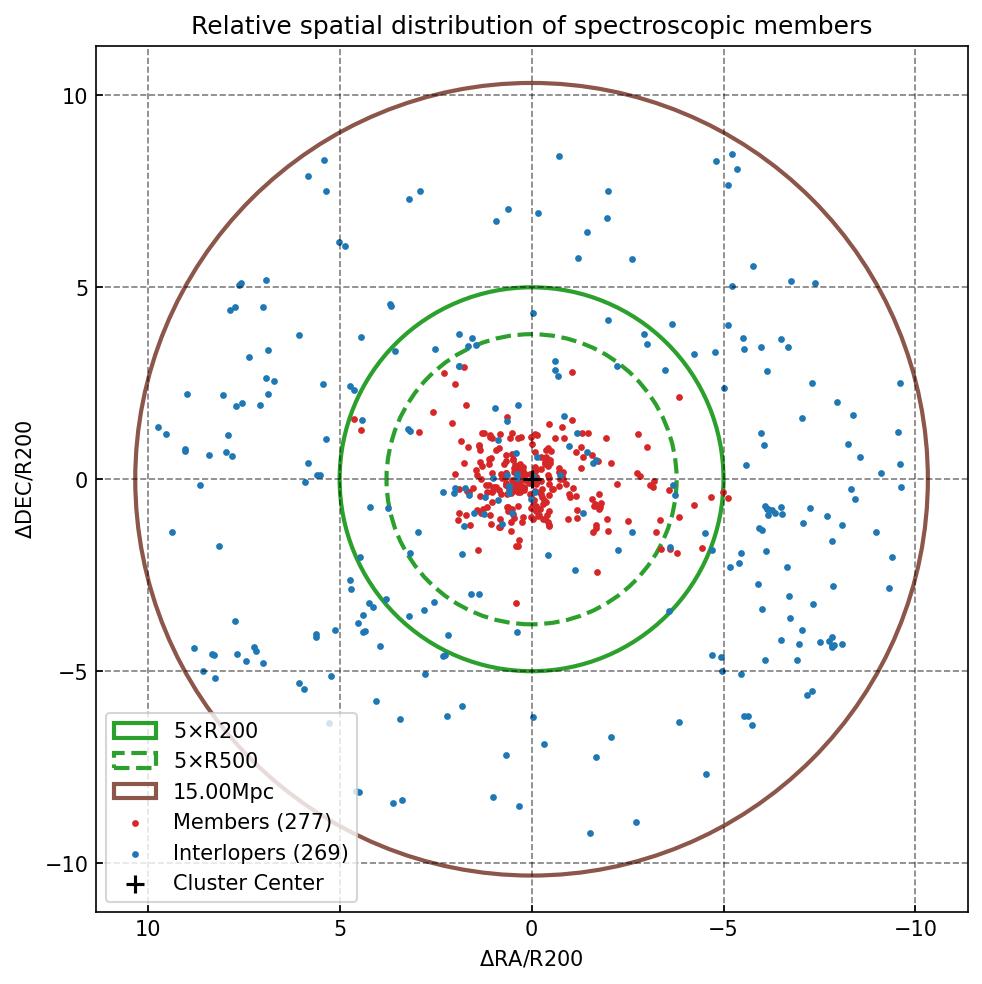 Relative spatial distribution of spectroscopic members
10
5
0
−5
−10
ΔDEC/R200
5×R200
5×R500
15.00Mpc
Members (277)
Interlopers (269)
Cluster Center
10
5
0
−5
−10
ΔRA/R200